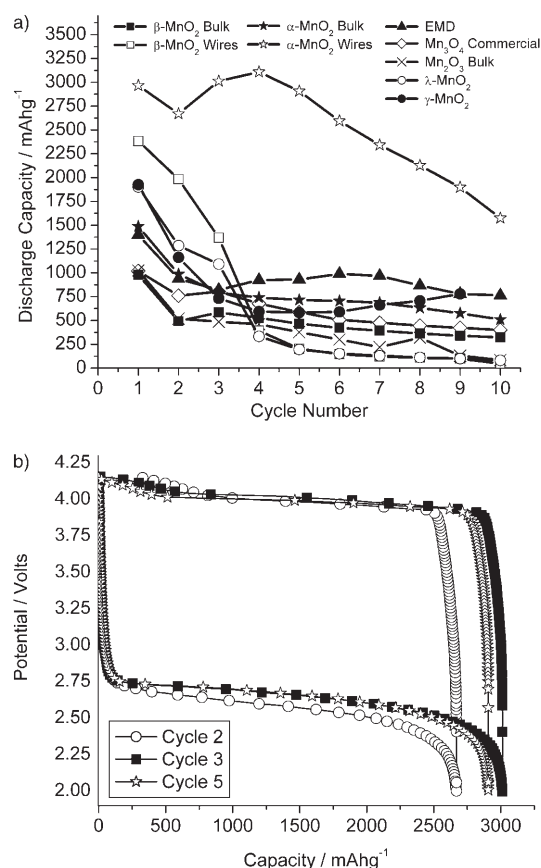 a)
β-MnO₂ Bulk
β-MnO₂ Wires
α-MnO₂ Bulk
α-MnO₂ Wires
EMD
Mn₃O₄ Commercial
Mn₂O₃ Bulk
λ-MnO₂
γ-MnO₂
Discharge Capacity / mAhg⁻¹
3500
3250
3000
2750
2500
2250
2000
1750
1500
1250
1000
750
500
250
0
0 1 2 3 4 5 6 7 8 9 10
Cycle Number
b)
Potential / Volts
4.25
4.00
3.75
3.50
3.25
3.00
2.75
2.50
2.25
2.00
Cycle 2
Cycle 3
Cycle 5
0 500 1000 1500 2000 2500 3000
Capacity / mAhg⁻¹